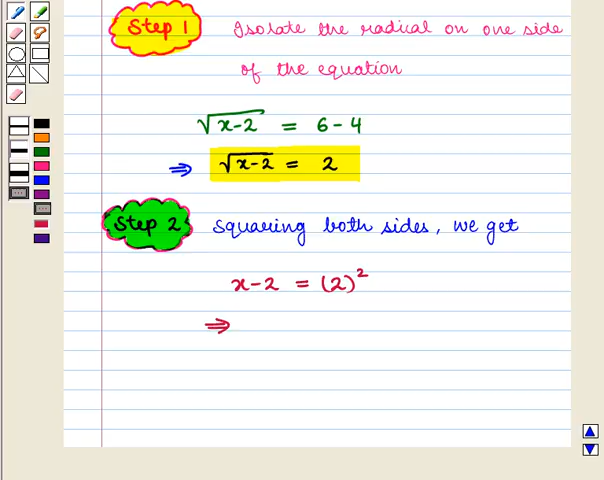 Step 1 Isolate the radical on one side
of the equation
√(x-2) = 6-4
⇒ √(x-2) = 2
Step 2 Squaring both sides, we get
x-2 = (2)²
⇒